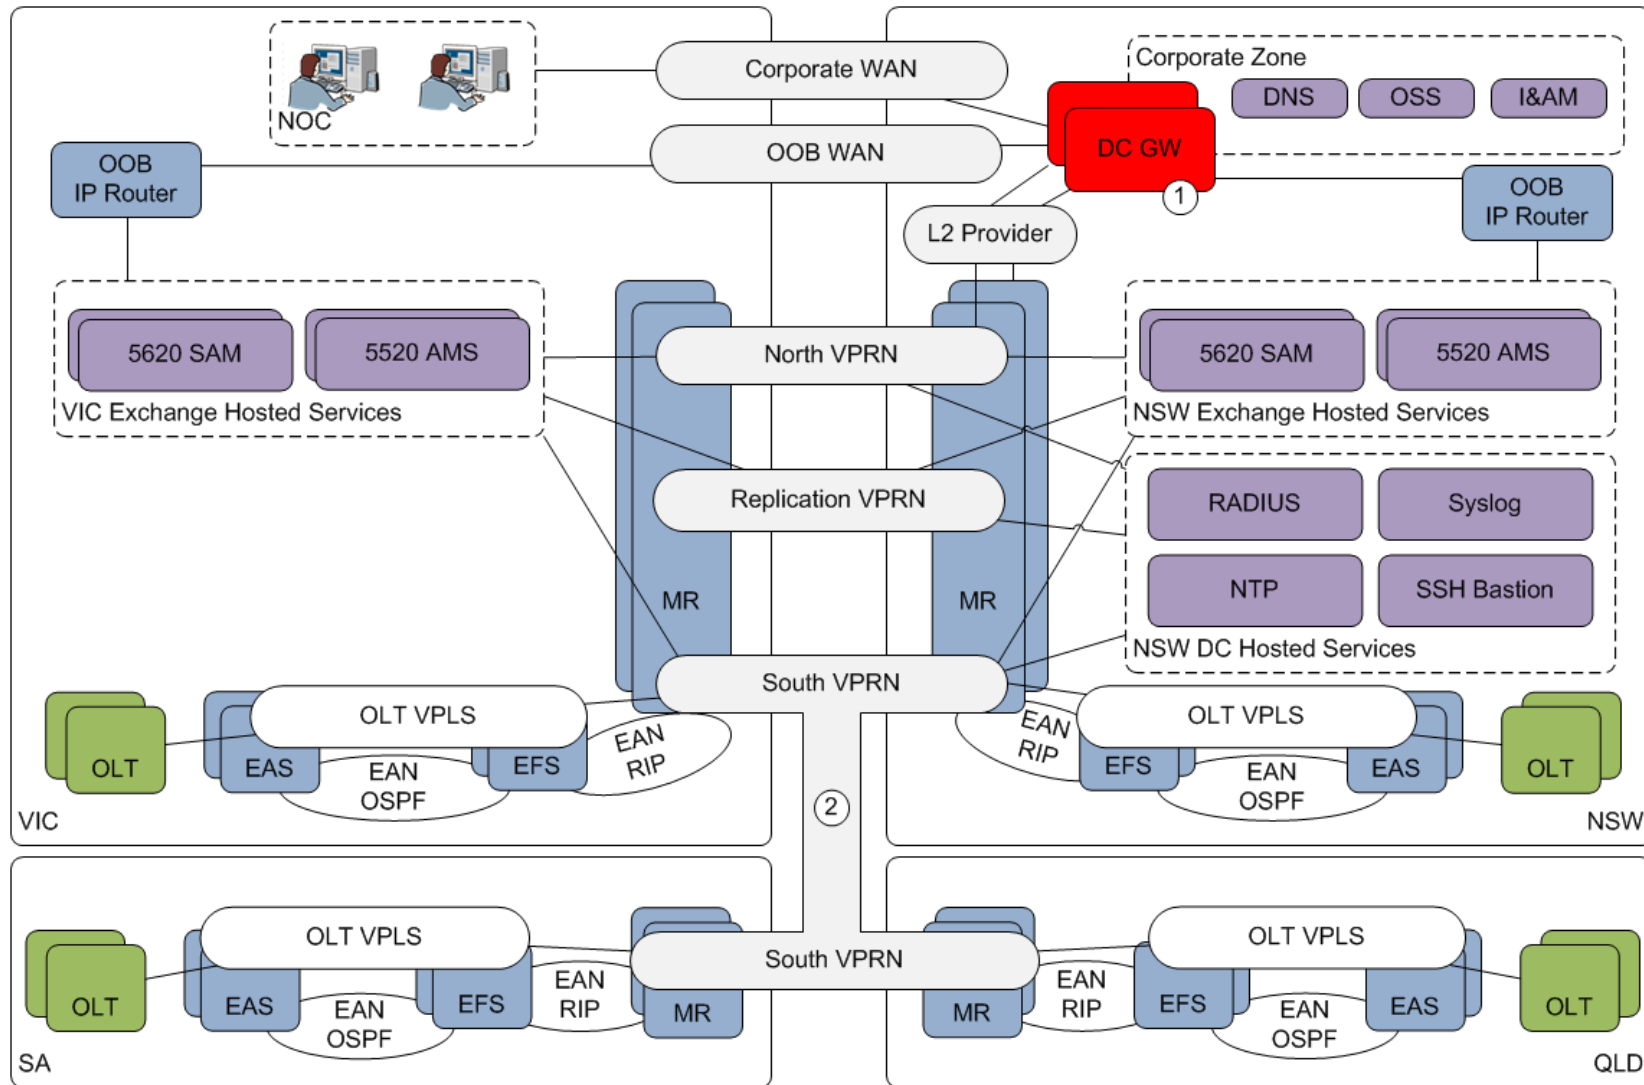 Corporate WAN
NOC
Corporate Zone
DNS
OSS
I&AM
OOB WAN
DC GW
1
OOB
IP Router
OOB
IP Router
L2 Provider
5620 SAM
5520 AMS
VIC Exchange Hosted Services
North VPRN
5620 SAM
5520 AMS
NSW Exchange Hosted Services
Replication VPRN
RADIUS
Syslog
NTP
SSH Bastion
NSW DC Hosted Services
MR
MR
South VPRN
OLT VPLS
OLT
EAS
EAN
OSPF
EFS
EAN
RIP
VIC
OLT VPLS
EAN
RIP
EFS
EAN
OSPF
EAS
OLT
NSW
2
South VPRN
OLT VPLS
OLT
EAS
EAN
OSPF
EFS
EAN
RIP
MR
SA
OLT VPLS
MR
EAN
RIP
EFS
EAN
OSPF
EAS
OLT
QLD